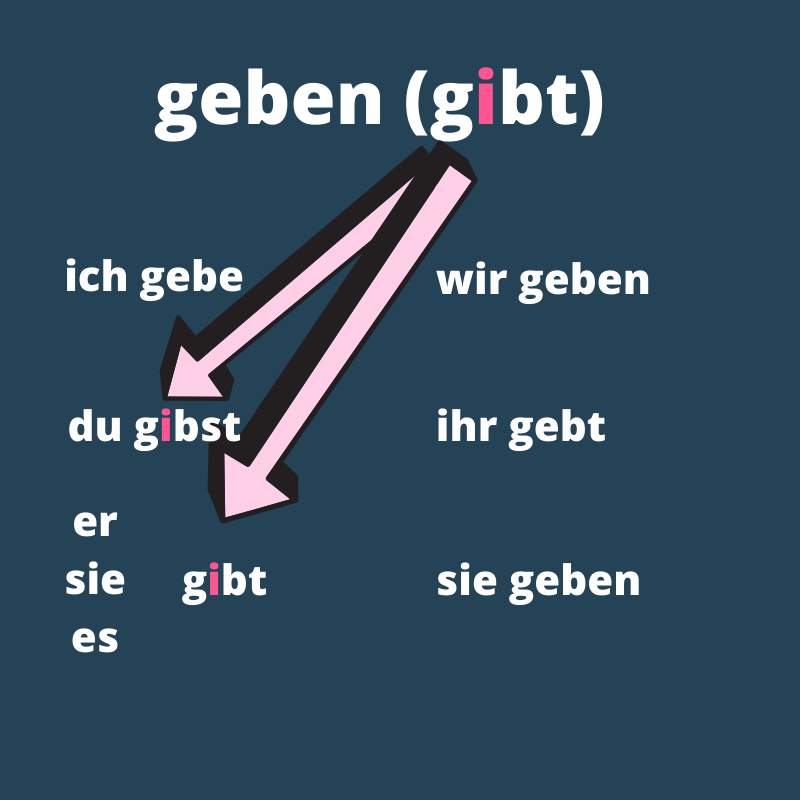 geben (gibt)
ich gebe
wir geben
du gibst
ihr gebt
er
sie
gibt
sie geben
es